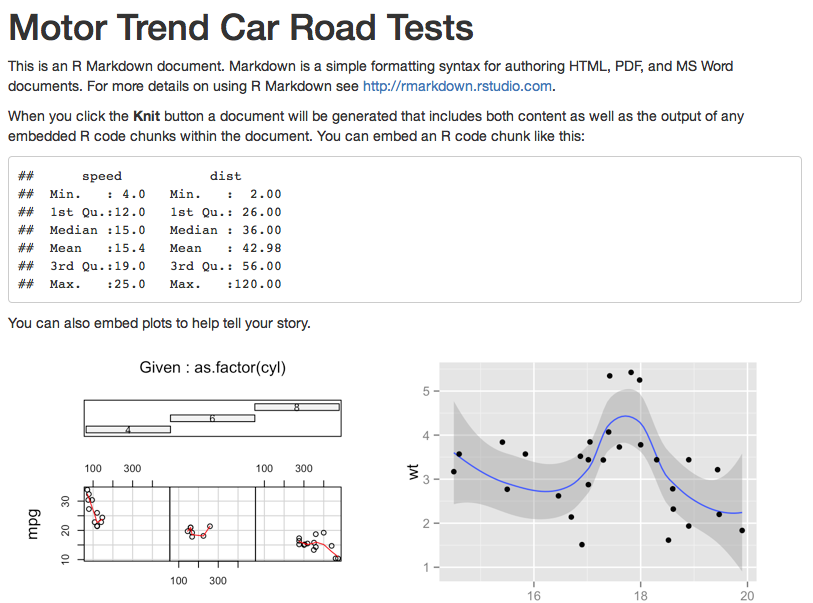 Motor Trend Car Road Tests
This is an R Markdown document. Markdown is a simple formatting syntax for authoring HTML, PDF, and MS Word
documents. For more details on using R Markdown see http://rmarkdown.rstudio.com.
When you click the Knit button a document will be generated that includes both content as well as the output of any
embedded R code chunks within the document. You can embed an R code chunk like this:
##      speed           dist
##  Min.   : 4.0   Min.   :  2.00
##  1st Qu.:12.0   1st Qu.: 26.00
##  Median :15.0   Median : 36.00
##  Mean   :15.4   Mean   : 42.98
##  3rd Qu.:19.0   3rd Qu.: 56.00
##  Max.   :25.0   Max.   :120.00
You can also embed plots to help tell your story.
Given : as.factor(cyl)
8
6
4
100 300 100 300
30
20
10
mpg
100 300
5
4
3
2
1
wt
16 18 20